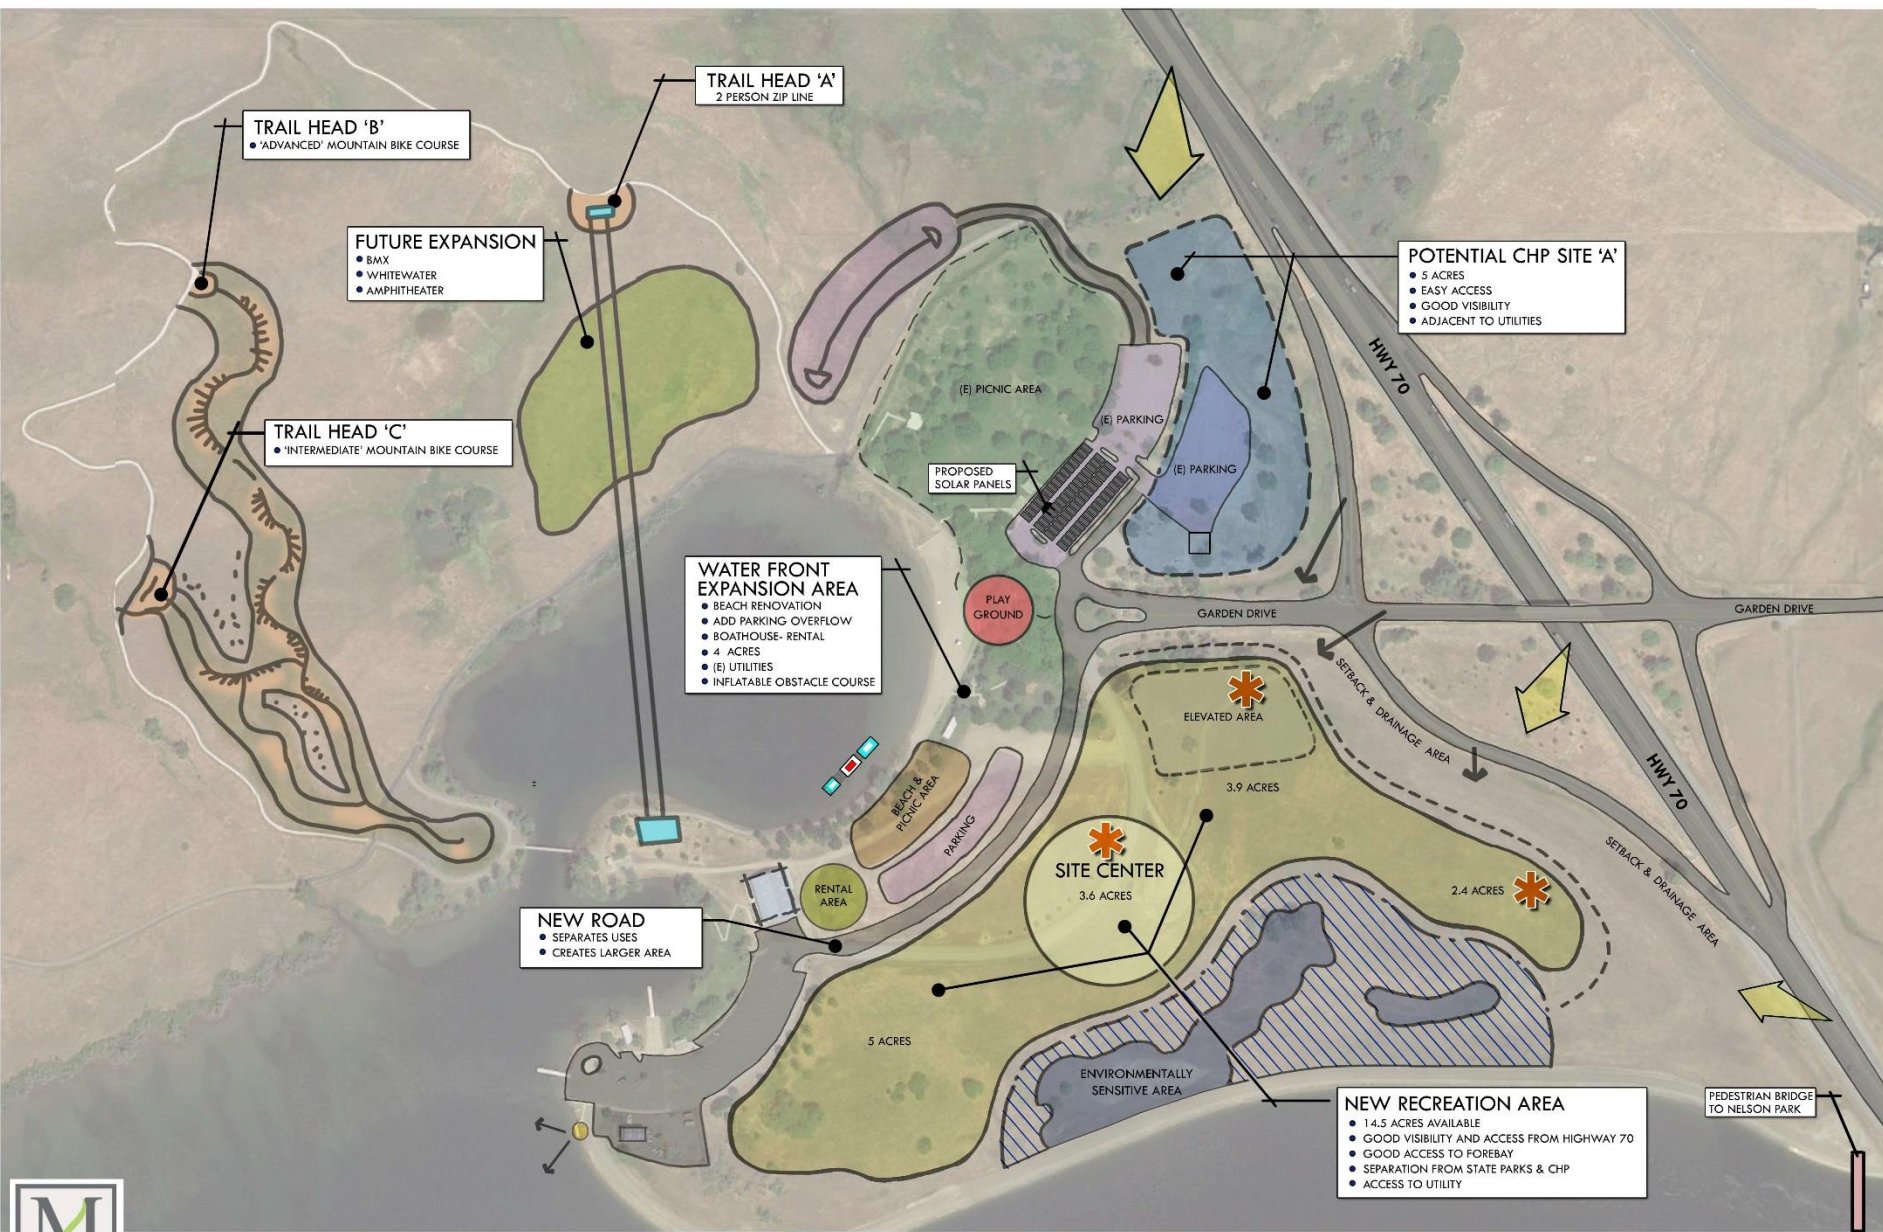 TRAIL HEAD 'A'
2 PERSON ZIP LINE
TRAIL HEAD 'B'
• 'ADVANCED' MOUNTAIN BIKE COURSE
FUTURE EXPANSION
• BMX
• WHITEWATER
• AMPHITHEATER
POTENTIAL CHP SITE 'A'
• 5 ACRES
• EASY ACCESS
• GOOD VISIBILITY
• ADJACENT TO UTILITIES
HWY 70
(E) PICNIC AREA
(E) PARKING
(E) PARKING
TRAIL HEAD 'C'
• 'INTERMEDIATE' MOUNTAIN BIKE COURSE
PROPOSED
SOLAR PANELS
WATER FRONT
EXPANSION AREA
• BEACH RENOVATION
• ADD PARKING OVERFLOW
• BOATHOUSE- RENTAL
• 4 ACRES
• (E) UTILITIES
• INFLATABLE OBSTACLE COURSE
PLAY
GROUND
GARDEN DRIVE
GARDEN DRIVE
SETBACK & DRAINAGE AREA
ELEVATED AREA
3.9 ACRES
HWY 70
BEACH &
PICNIC AREA
PARKING
SITE CENTER
3.6 ACRES
2.4 ACRES
SETBACK & DRAINAGE AREA
RENTAL
AREA
NEW ROAD
• SEPARATES USES
• CREATES LARGER AREA
5 ACRES
ENVIRONMENTALLY
SENSITIVE AREA
NEW RECREATION AREA
• 14.5 ACRES AVAILABLE
• GOOD VISIBILITY AND ACCESS FROM HIGHWAY 70
• GOOD ACCESS TO FOREBAY
• SEPARATION FROM STATE PARKS & CHP
• ACCESS TO UTILITY
PEDESTRIAN BRIDGE
TO NELSON PARK
M